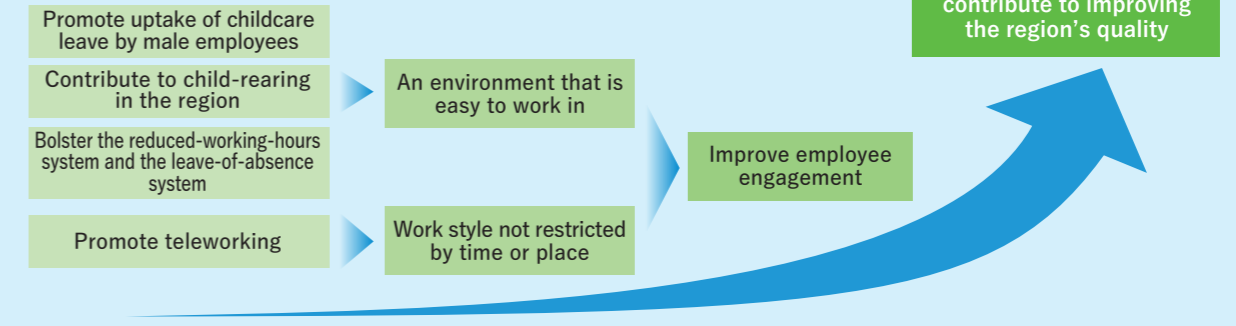 contribute to improving
the region's quality
Promote uptake of childcare
leave by male employees
Contribute to child-rearing
in the region
Bolster the reduced-working-hours
system and the leave-of-absence
system
Promote teleworking
An environment that is
easy to work in
Work style not restricted
by time or place
Improve employee
engagement